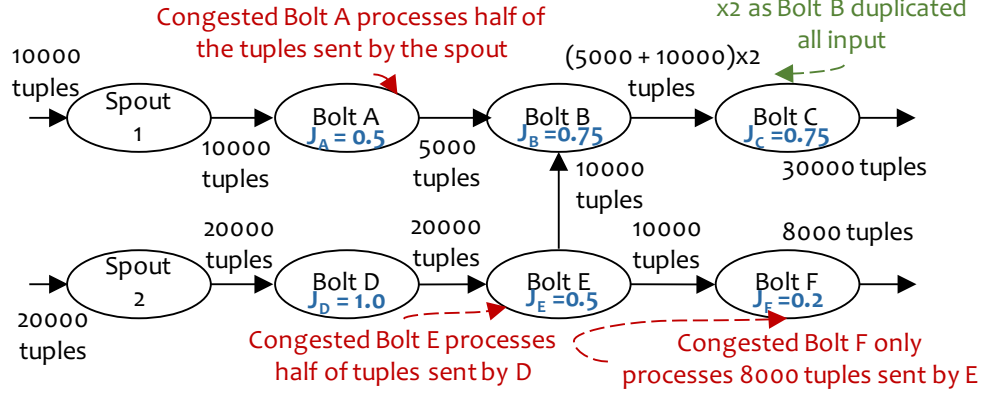 Congested Bolt A processes half of
the tuples sent by the spout
x2 as Bolt B duplicated
all input
10000
tuples
Spout
1
10000
tuples
Bolt A
J_A = 0.5
5000
tuples
Bolt B
J_B =0.75
(5000 + 10000)x2
tuples
Bolt C
J_C =0.75
30000 tuples
10000
tuples
20000
tuples
Spout
2
20000
tuples
Bolt D
J_D = 1.0
20000
tuples
Bolt E
J_E =0.5
10000
tuples
Bolt F
J_F =0.2
8000 tuples
Congested Bolt E processes
half of tuples sent by D
Congested Bolt F only
processes 8000 tuples sent by E